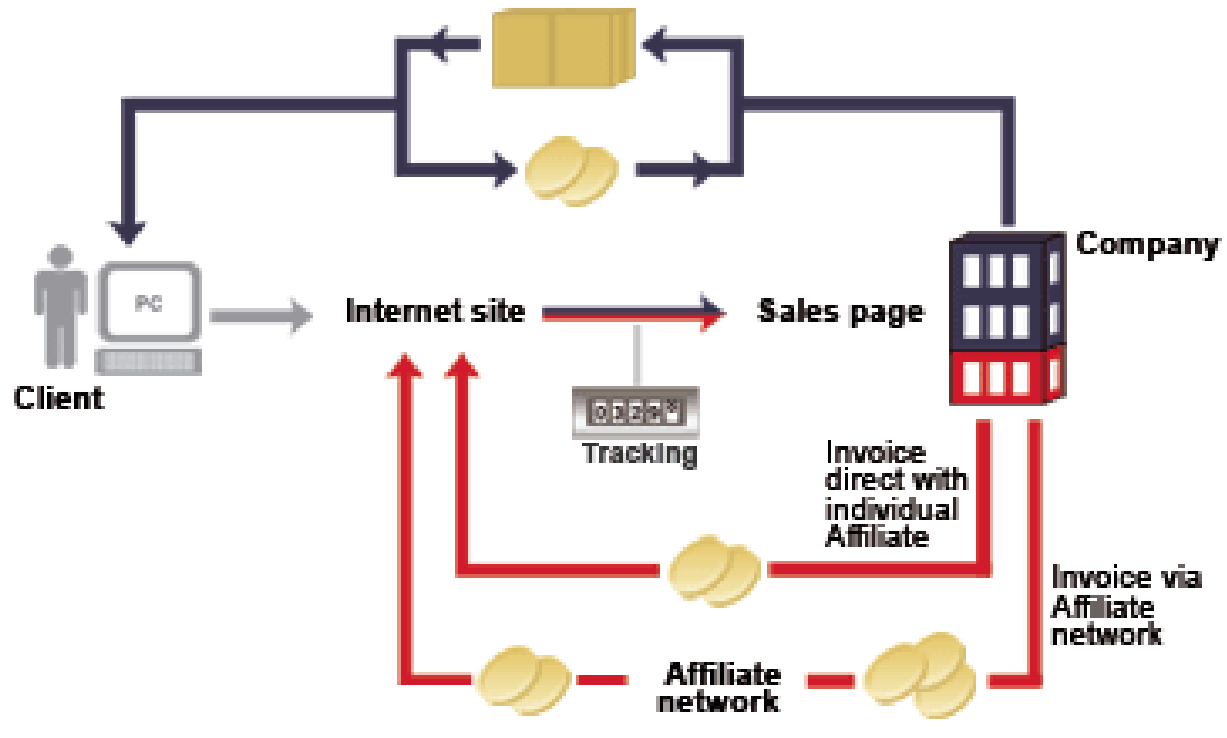 Company
PC
Internet site
Sales page
Client
Tracking
Invoice
direct with
individual
Affiliate
Invoice via
Affiliate
network
Affiliate
network